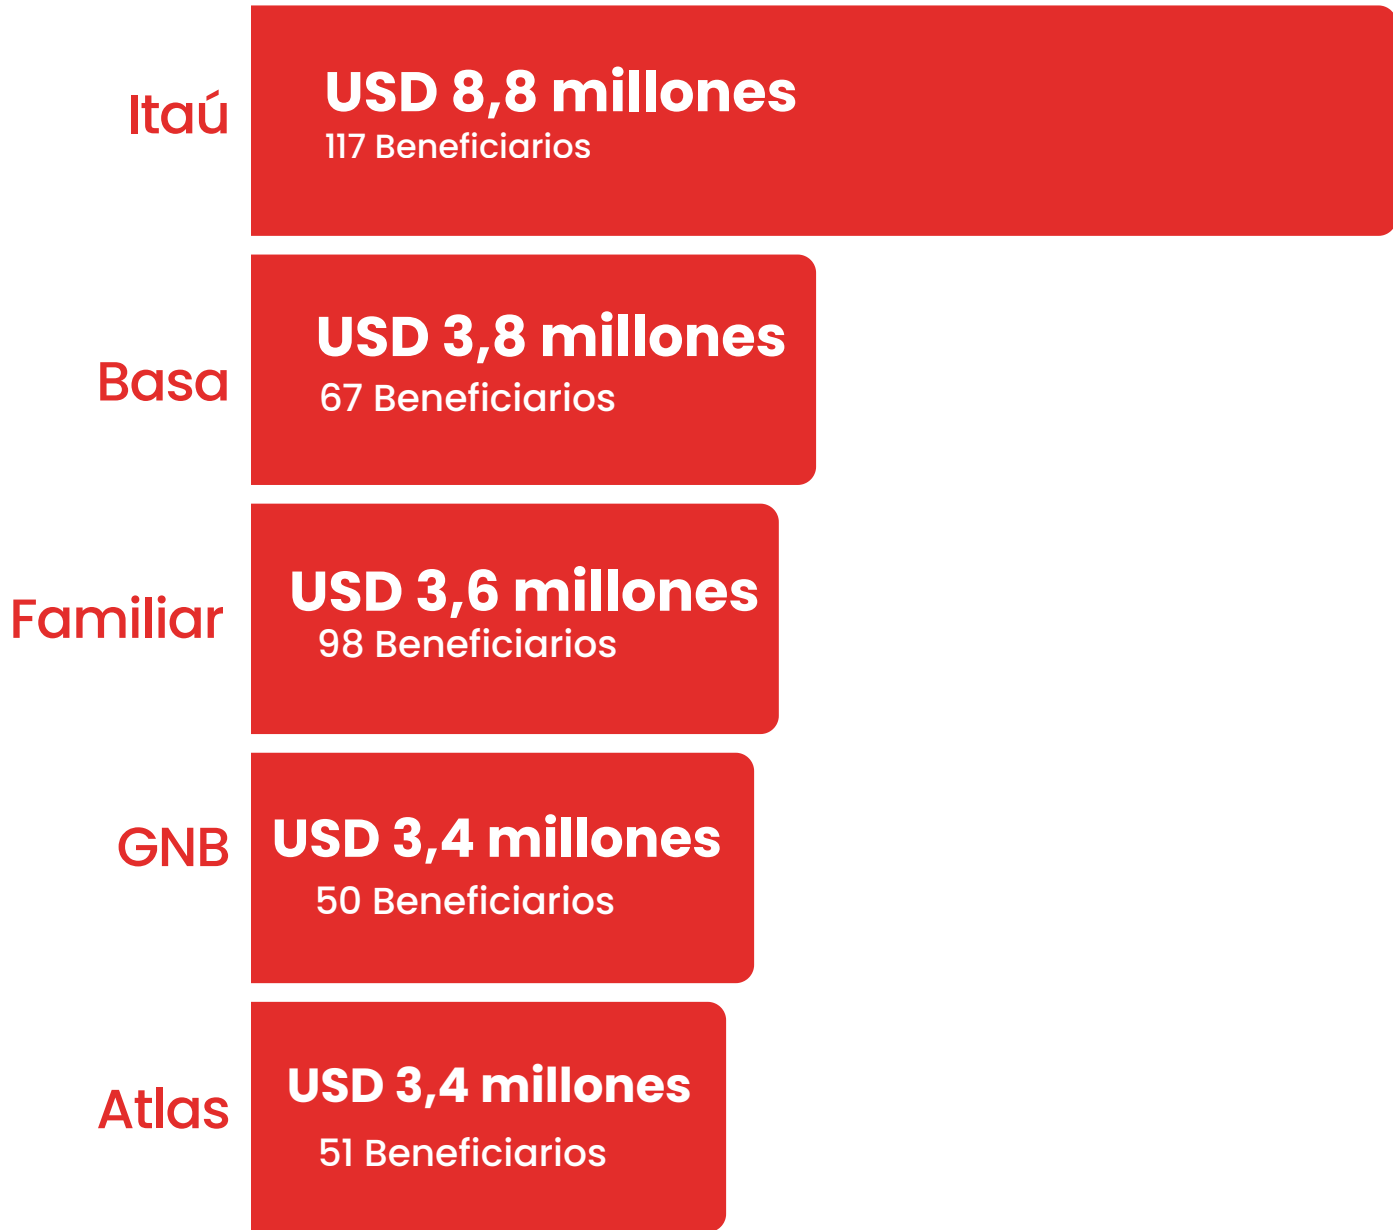 Itaú
USD 8,8 millones
117 Beneficiarios
Basa
USD 3,8 millones
67 Beneficiarios
Familiar
USD 3,6 millones
98 Beneficiarios
GNB
USD 3,4 millones
50 Beneficiarios
Atlas
USD 3,4 millones
51 Beneficiarios